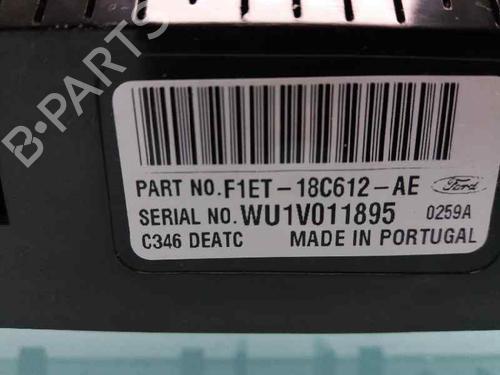 B-PARTS
PART NO.F1ET-18C612-AE Ford
SERIAL NO.WU1V011895 0259A
C346 DEATC MADE IN PORTUGAL